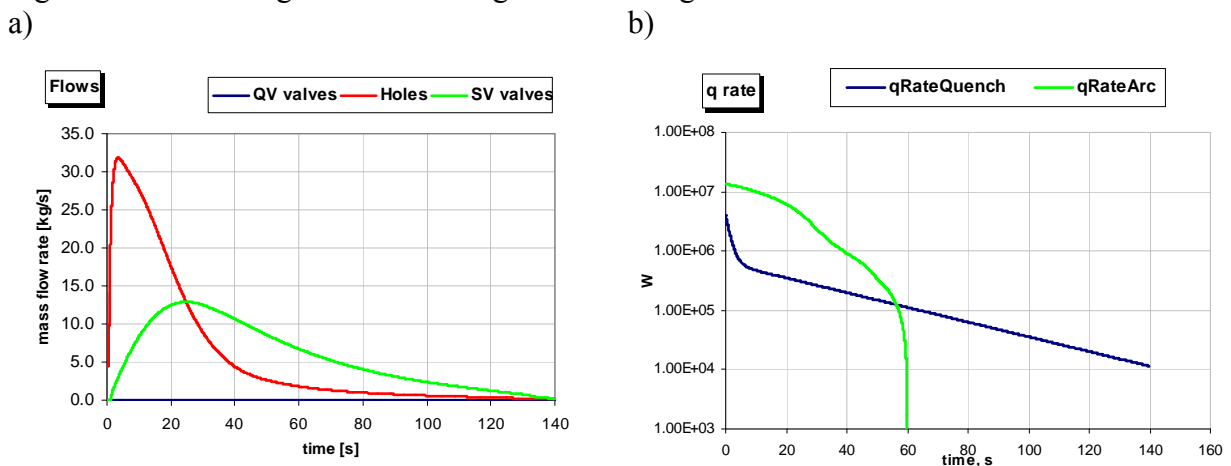 a)
b)
Flows
QV valves Holes SV valves
35.0
30.0
25.0
20.0
15.0
10.0
5.0
0.0
mass flow rate [kg/s]
0 20 40 60 80 100 120 140
time [s]
q rate
qRateQuench qRateArc
1.00E+08
1.00E+07
1.00E+06
1.00E+05
1.00E+04
1.00E+03
W
0 20 40 60 80 100 120 140 160
time, s